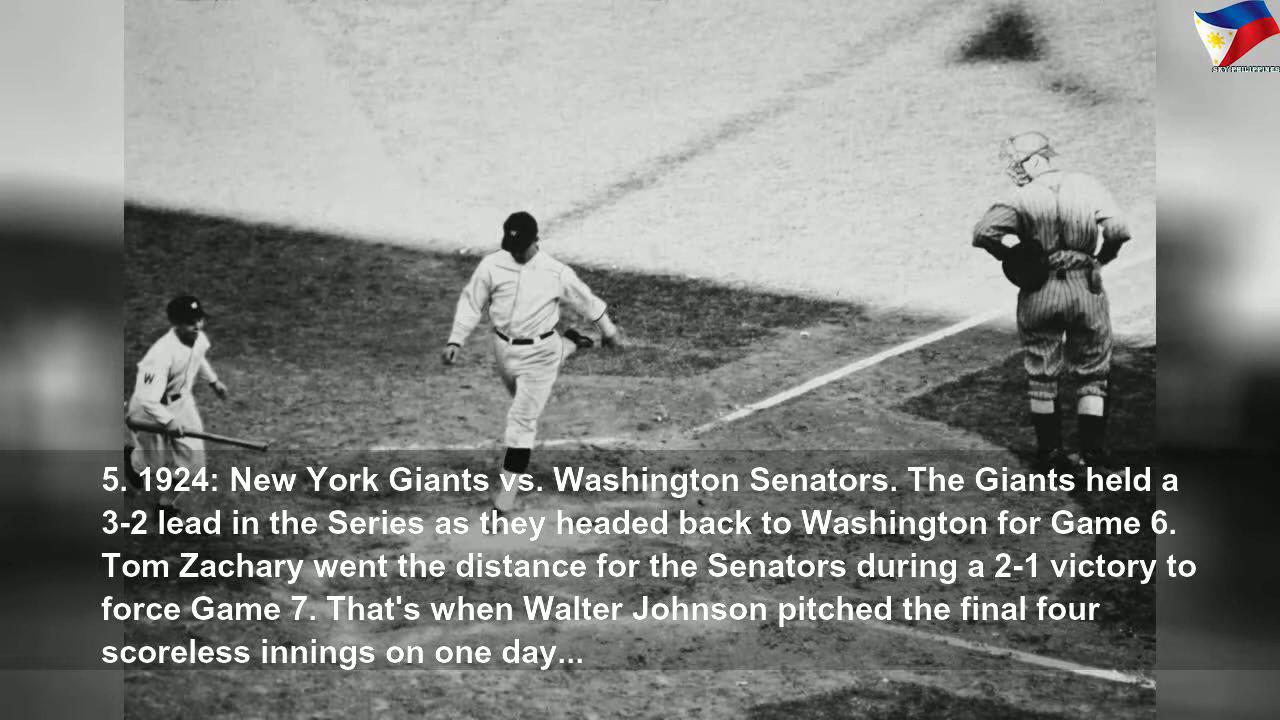 SKY PHILIPPINES
W
5. 1924: New York Giants vs. Washington Senators. The Giants held a
3-2 lead in the Series as they headed back to Washington for Game 6.
Tom Zachary went the distance for the Senators during a 2-1 victory to
force Game 7. That's when Walter Johnson pitched the final four
scoreless innings on one day...